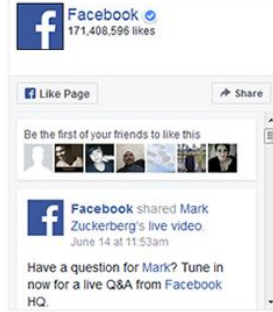 Facebook
171,408,596 likes
Like Page
Share
Be the first of your friends to like this
Facebook shared Mark
Zuckerberg's live video.
June 14 at 11:53am
Have a question for Mark? Tune in
now for a live Q&A from Facebook
HQ.